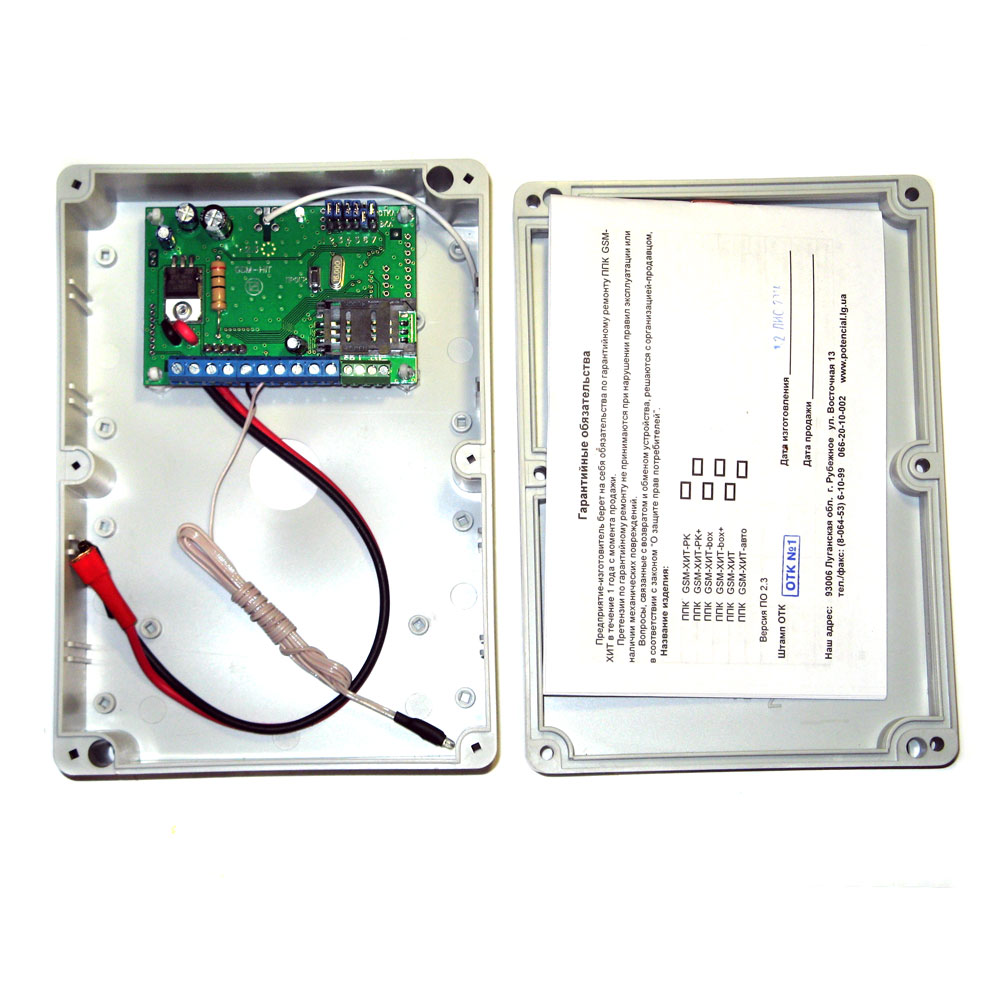 GSM-HiT
Гарантийные обязательства
Предприятие-изготовитель берет на себя обязательства по гарантийному ремонту ППК GSM-
ХИТ в течение 1 года с момента продажи.
Претензии по гарантийному ремонту не принимаются при нарушении правил эксплуатации или
наличии механических повреждений.
Вопросы, связанные с возвратом и обменом устройства, решаются с организацией-продавцом,
в соответствии с законом "О защите прав потребителей".
Название изделия:
ППК GSM-ХИТ-РК
ППК GSM-ХИТ-РК+
ППК GSM-ХИТ-box
ППК GSM-ХИТ-box+
ППК GSM-ХИТ
ППК GSM-ХИТ-авто
Версия ПО 2.3
Штамп ОТК ОТК №1 Дата изготовления
Дата продажи
Наш адрес: 93006 Луганская обл. г. Рубежное ул. Восточная 13
тел./факс: (8-064-53) 6-10-99 066-20-10-002 www.potencial.lg.ua